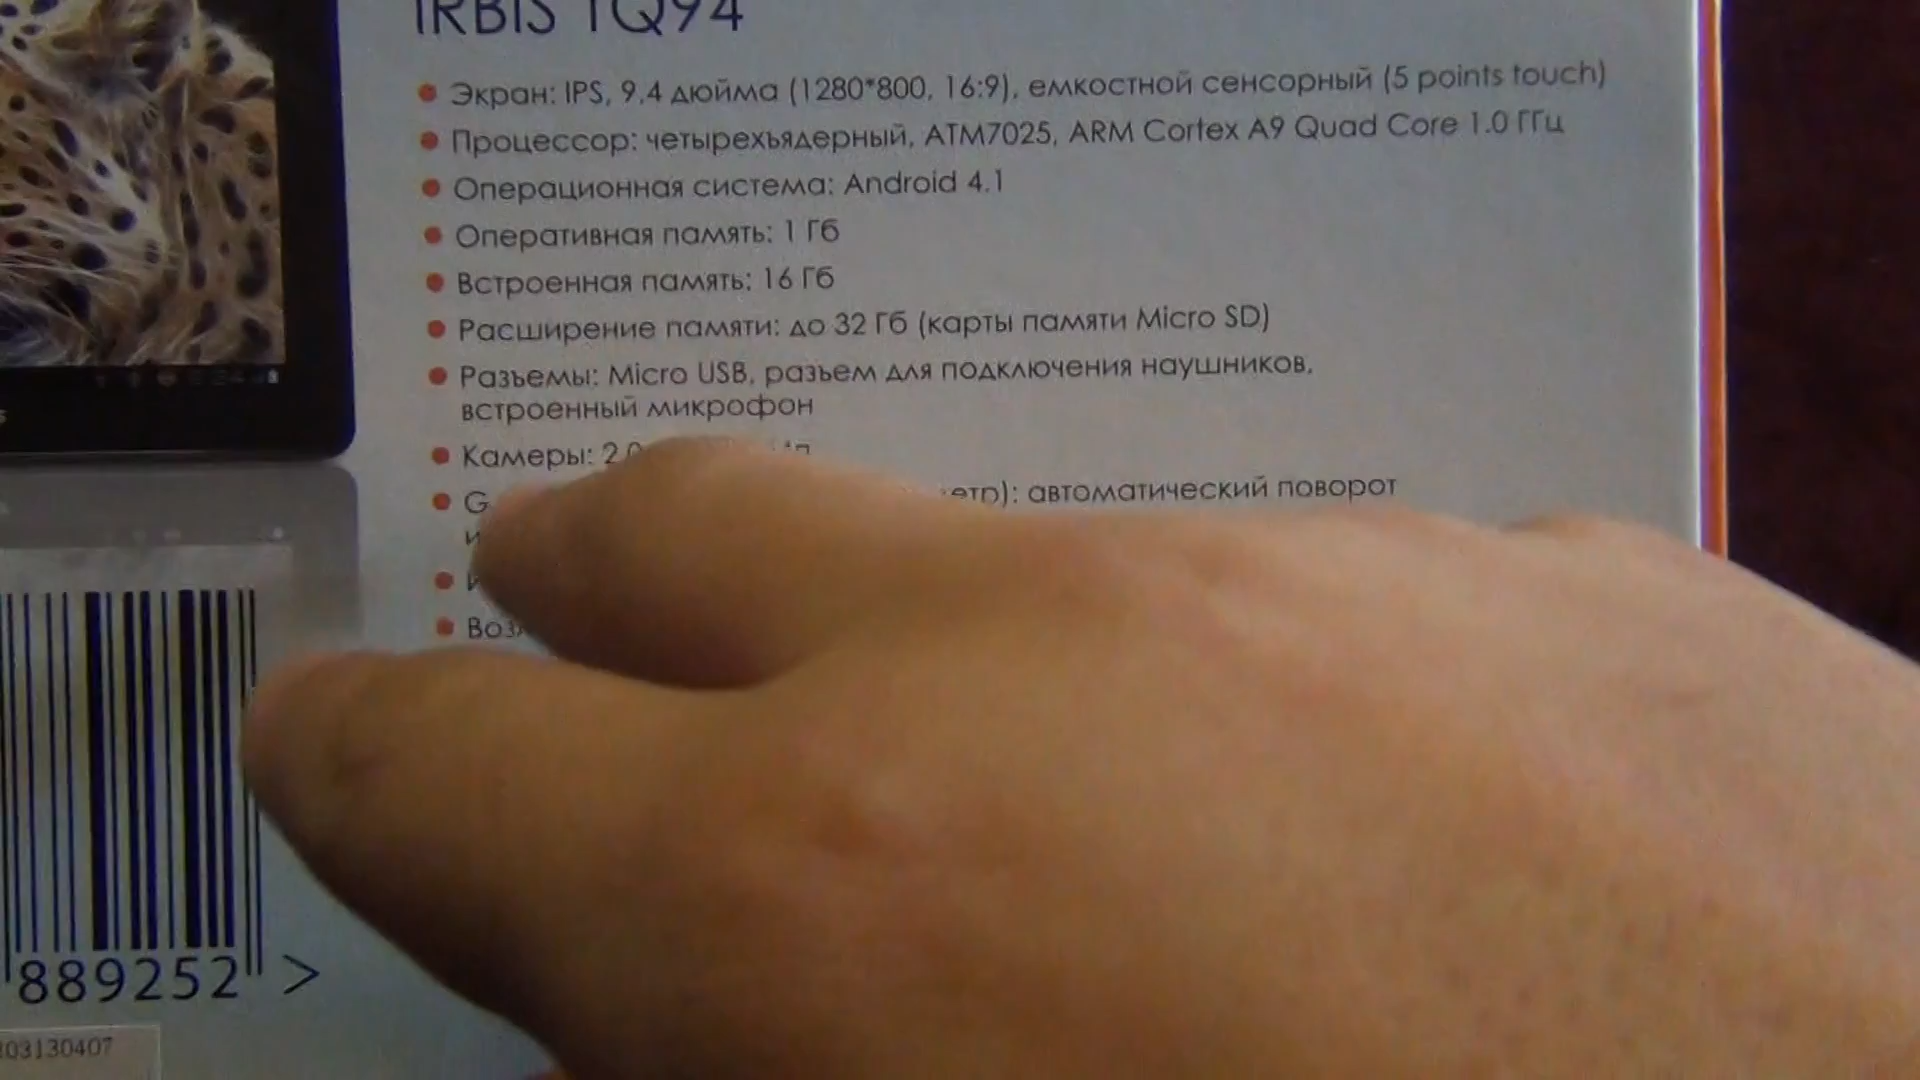 IRBIS TQ94
Экран: IPS, 9,4 дюйма (1280*800, 16:9), емкостной сенсорный (5 points touch)
Процессор: четырехъядерный, ATM7025, ARM Cortex A9 Quad Core 1.0 ГГц
Операционная система: Android 4.1
Оперативная память: 1 Гб
Встроенная память: 16 Гб
Расширение памяти: до 32 Гб (карты памяти Micro SD)
Разъемы: Micro USB, разъем для подключения наушников,
встроенный микрофон
Камеры:
автоматический поворот
889252 >
203130407